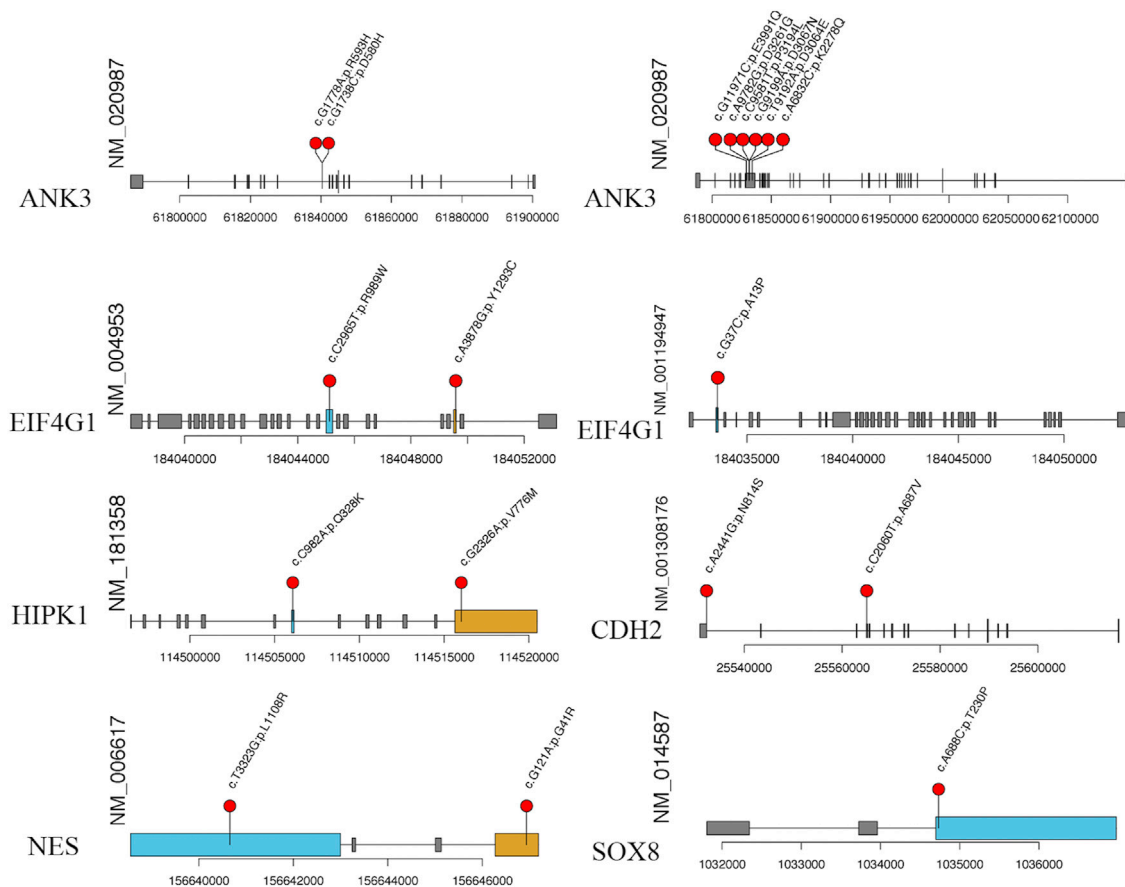 NM_020987
ANK3
c.G1778A:p.R593H
c.G1738C:p.D580H
61800000 61820000 61840000 61860000 61880000 61900000
NM_020987
ANK3
c.G11971C:p.E3991Q
c.A9782G:p.D3261G
c.C9581T:p.P3194L
c.G9199A:p.D3067N
c.T9192A:p.D3064E
c.A6832C:p.K2278Q
61800000 61850000 61900000 61950000 62000000 62050000 62100000
NM_004953
EIF4G1
c.C2965T:p.R989W
c.A3878G:p.Y1293C
184040000 184044000 184048000 184052000
NM_001194947
EIF4G1
c.G37C:p.A13P
184035000 184040000 184045000 184050000
NM_181358
HIPK1
c.C982A:p.Q328K
c.G2326A:p.V776M
114500000 114505000 114510000 114515000 114520000
NM_001308176
CDH2
c.A2441G:p.N814S
c.C2060T:p.A687V
25540000 25560000 25580000 25600000
NM_006617
NES
c.T3323G:p.L1108R
c.G121A:p.G41R
156640000 156642000 156644000 156646000
NM_014587
SOX8
c.A688C:p.T230P
1032000 1033000 1034000 1035000 1036000